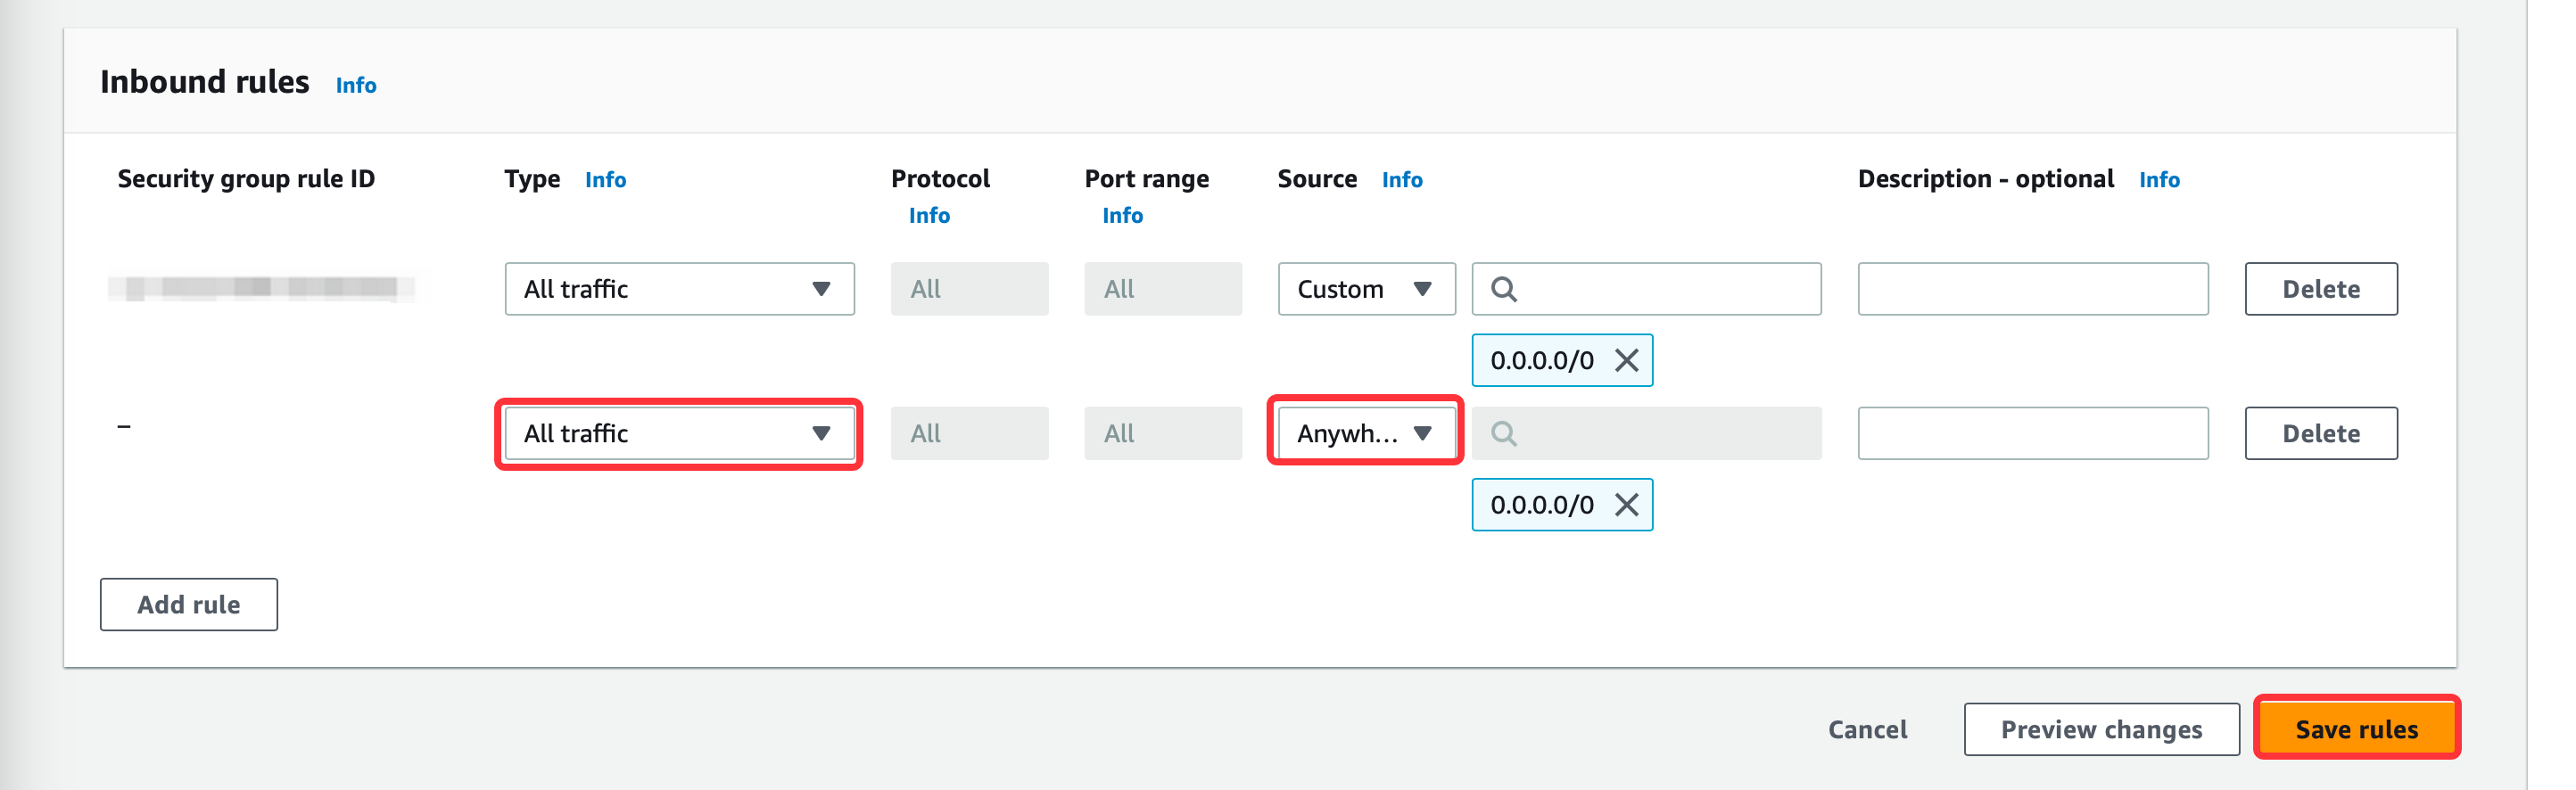 Inbound rules Info
Security group rule ID Type Info Protocol Info Port range Info Source Info Description - optional Info
All traffic All All Custom Delete
0.0.0.0/0
– All traffic All All Anywh... Delete
0.0.0.0/0
Add rule
Cancel Preview changes Save rules